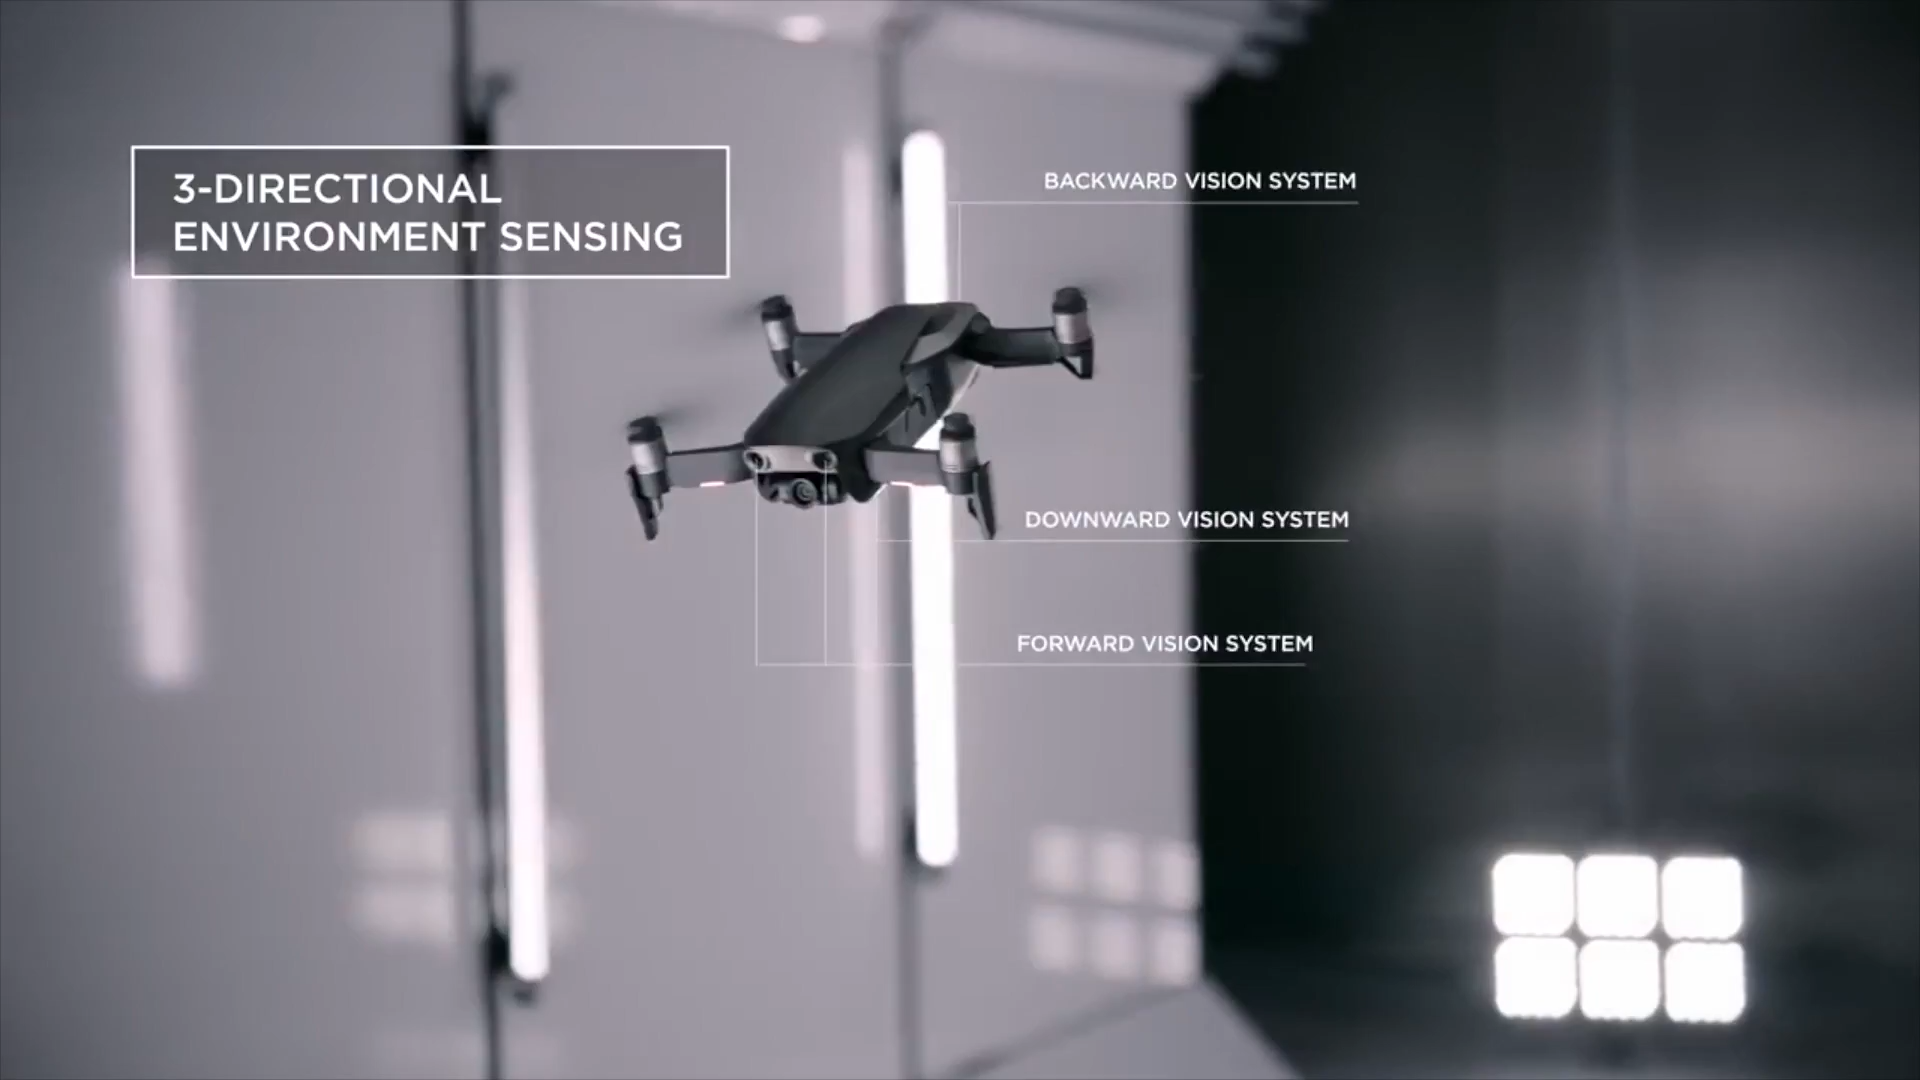 3-DIRECTIONAL
ENVIRONMENT SENSING
BACKWARD VISION SYSTEM
DOWNWARD VISION SYSTEM
FORWARD VISION SYSTEM